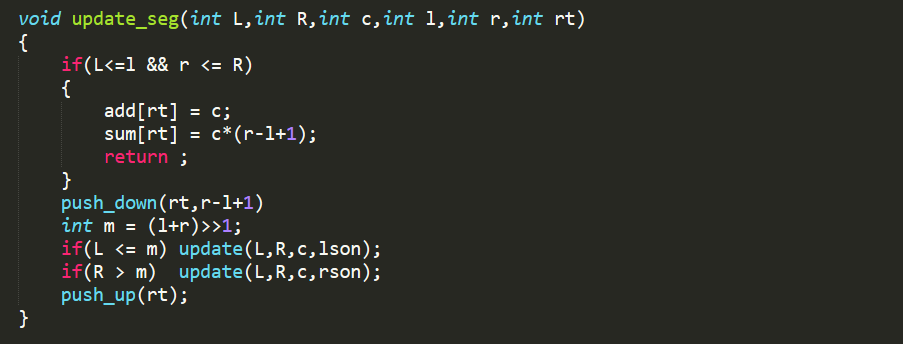 void update_seg(int L,int R,int c,int l,int r,int rt)
{
if(L<=l && r <= R)
{
add[rt] = c;
sum[rt] = c*(r-l+1);
return ;
}
push_down(rt,r-l+1)
int m = (l+r)>>1;
if(L <= m) update(L,R,c,lson);
if(R > m)  update(L,R,c,rson);
push_up(rt);
}